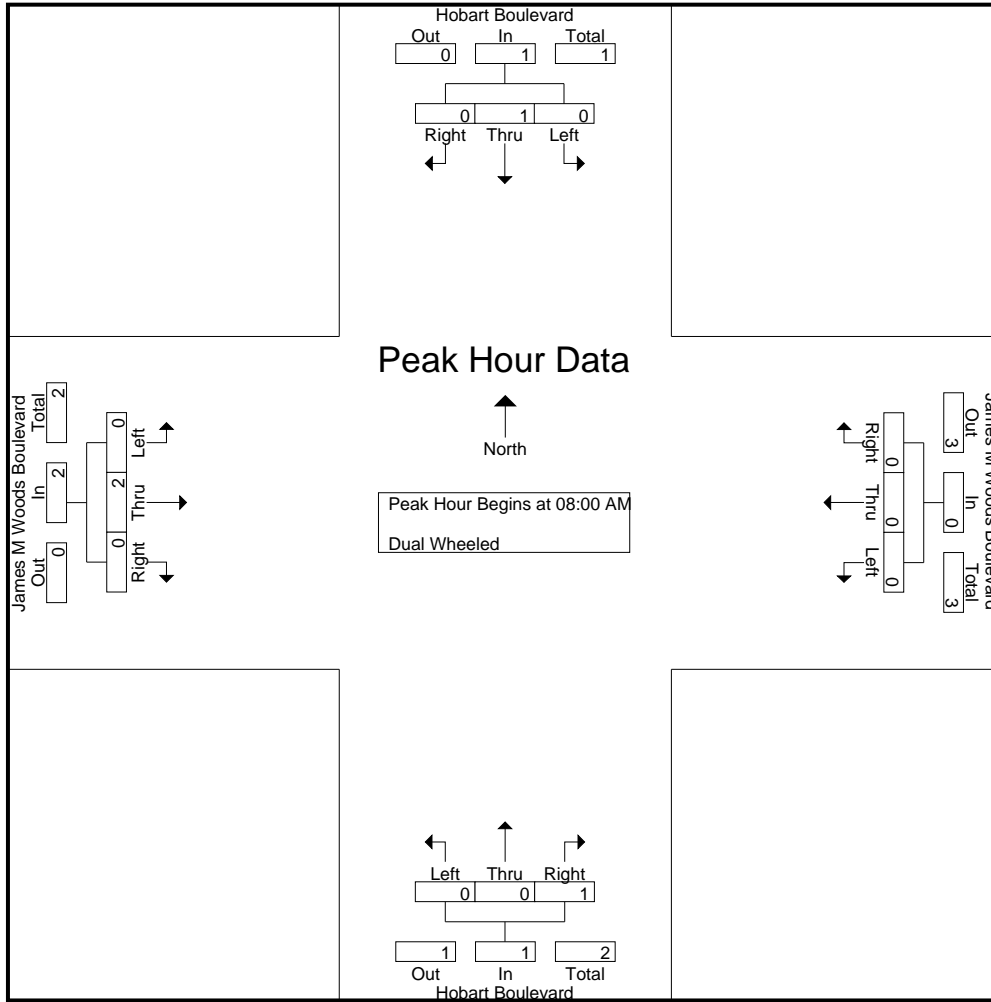 Hobart Boulevard
Out In Total
0 1 1
0 1 0
Right Thru Left
Peak Hour Data
North
Peak Hour Begins at 08:00 AM
Dual Wheeled
James M Woods Boulevard
Out In Total
0 2 2
Right Thru Left
0 2 0
James M Woods Boulevard
Out In Total
3 0 3
Right Thru Left
0 0 0
Left Thru Right
0 0 1
1 1 2
Out In Total
Hobart Boulevard